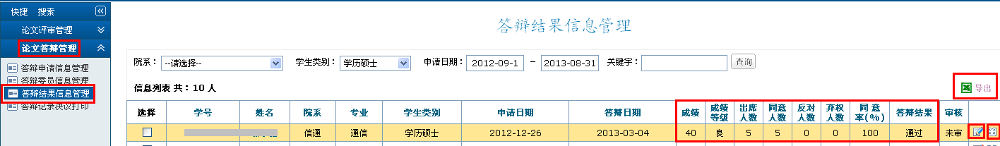 快捷 搜索
论文评审管理
论文答辩管理
答辩申请信息管理
答辩委员信息管理
答辩结果信息管理
答辩记录决议打印
答辩结果信息管理
院系： --请选择-- 学生类别： 学历硕士 申请日期： 2012-09-1 － 2013-08-31 关键字： 查询
信息列表 共：10 人
导出
选择 学号 姓名 院系 专业 学生类别 申请日期 答辩日期 成绩 成绩等级 出席人数 同意人数 反对人数 弃权人数 同意率(%) 答辩结果 审核
信通 通信 学历硕士 2012-12-26 2013-03-04 40 良 5 5 0 0 100 通过 未审